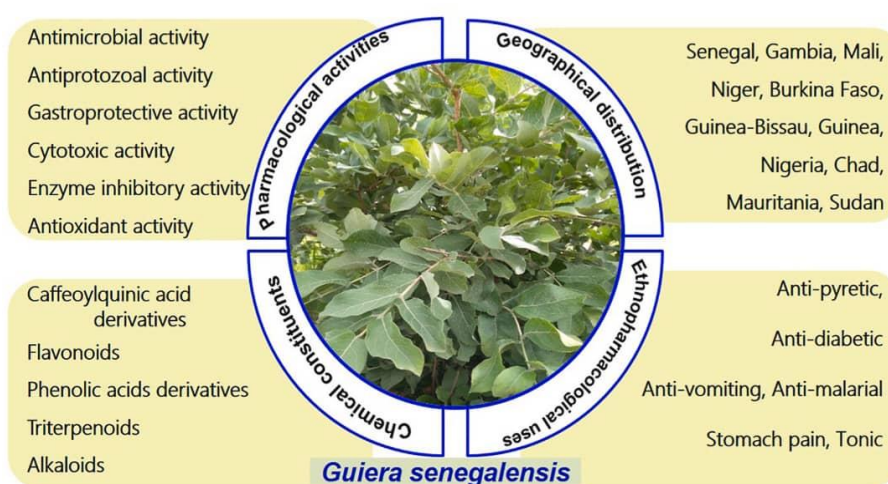 Pharmacological activities
Antimicrobial activity
Antiprotozoal activity
Gastroprotective activity
Cytotoxic activity
Enzyme inhibitory activity
Antioxidant activity
Geographical distribution
Senegal, Gambia, Mali,
Niger, Burkina Faso,
Guinea-Bissau, Guinea,
Nigeria, Chad,
Mauritania, Sudan
Chemical constituents
Caffeoylquinic acid
derivatives
Flavonoids
Phenolic acids derivatives
Triterpenoids
Alkaloids
Ethnopharmacological uses
Anti-pyretic,
Anti-diabetic
Anti-vomiting, Anti-malarial
Stomach pain, Tonic
Guiera senegalensis